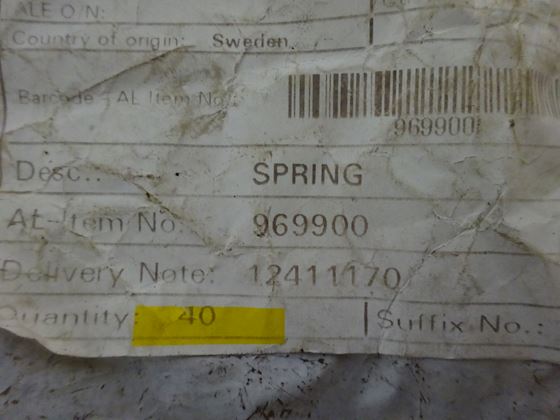 ALE O/N:
Country of origin: Sweden
Barcode - AL Item No.:
969900
Desc.: SPRING
AL-Item No: 969900
Delivery Note: 12411170
Quantity: 40 Suffix No.: